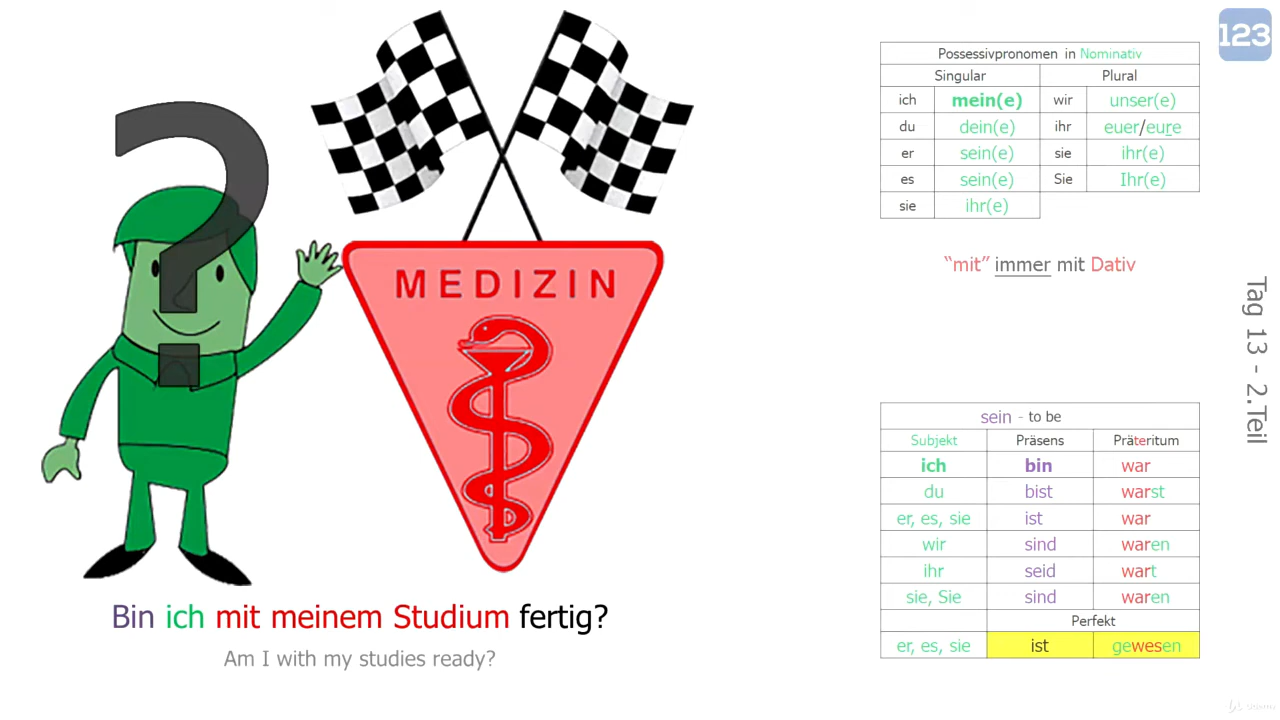 123
Possessivpronomen in Nominativ
Singular Plural
ich mein(e) wir unser(e)
du dein(e) ihr euer/eure
er sein(e) sie ihr(e)
es sein(e) Sie Ihr(e)
sie ihr(e)
MEDIZIN
“mit” immer mit Dativ
Tag 13 - 2.Teil
sein - to be
Subjekt Präsens Präteritum
ich bin war
du bist warst
er, es, sie ist war
wir sind waren
ihr seid wart
sie, Sie sind waren
Perfekt
er, es, sie ist gewesen
?
Bin ich mit meinem Studium fertig?
Am I with my studies ready?